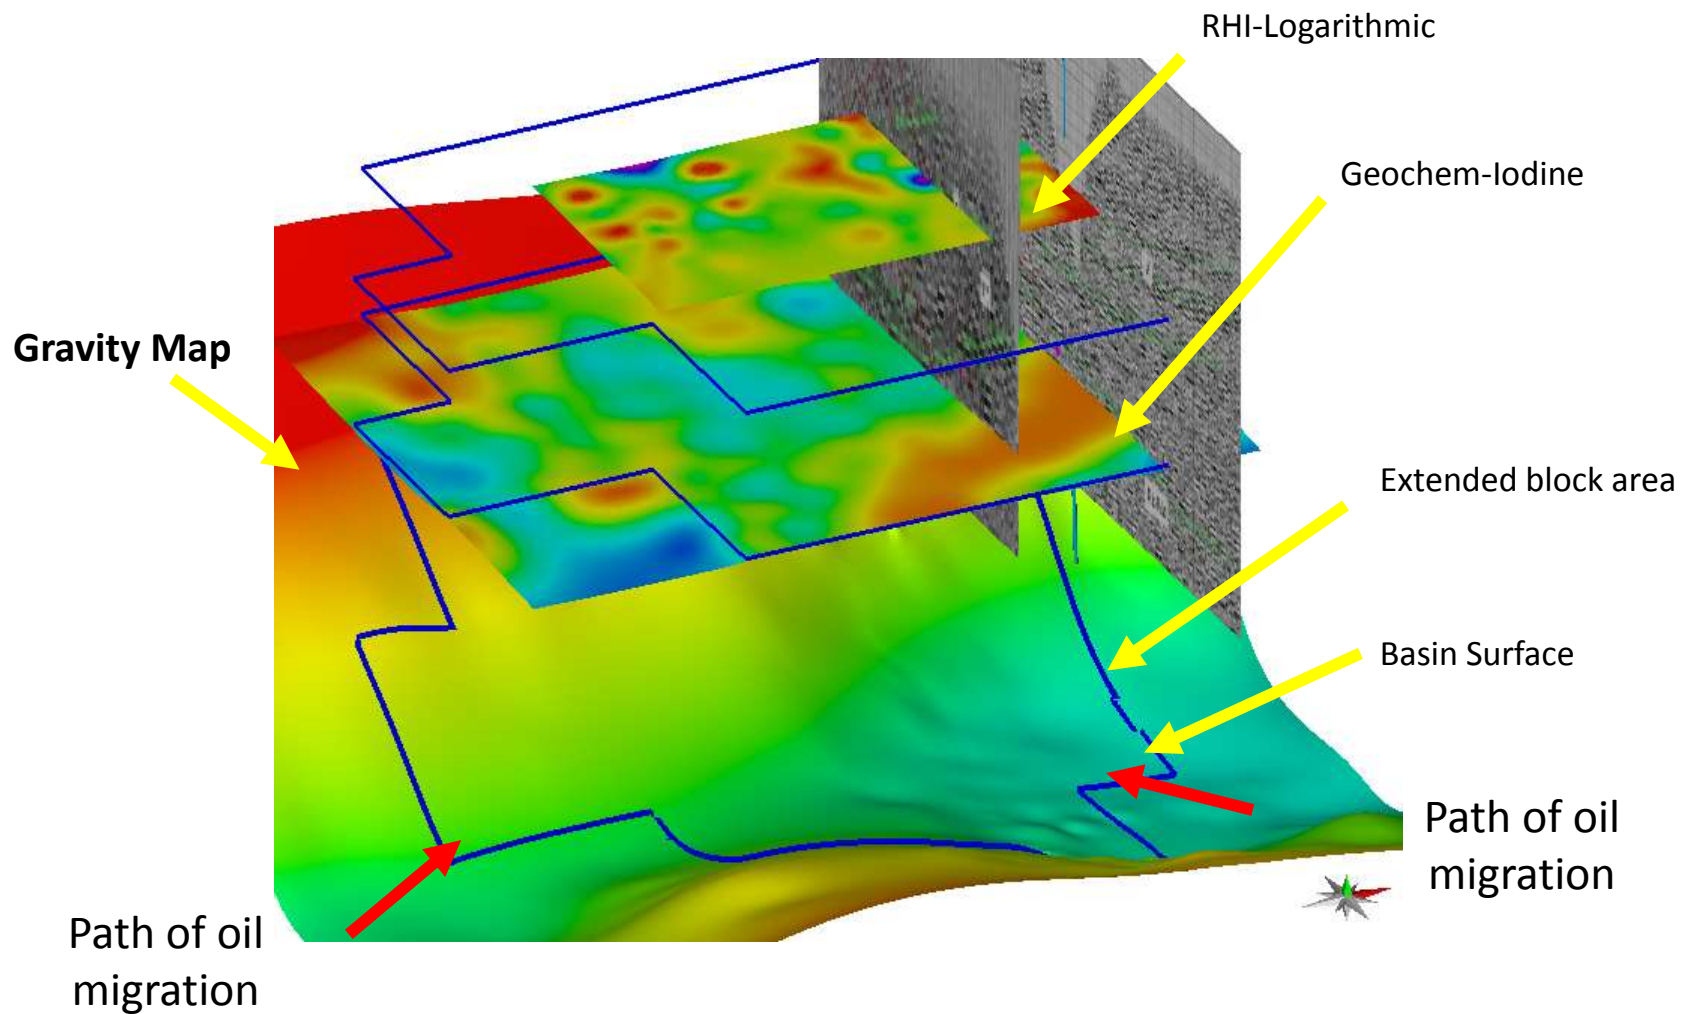 RHI-Logarithmic
Geochem-Iodine
Gravity Map
Extended block area
Basin Surface
Path of oil
migration
Path of oil
migration